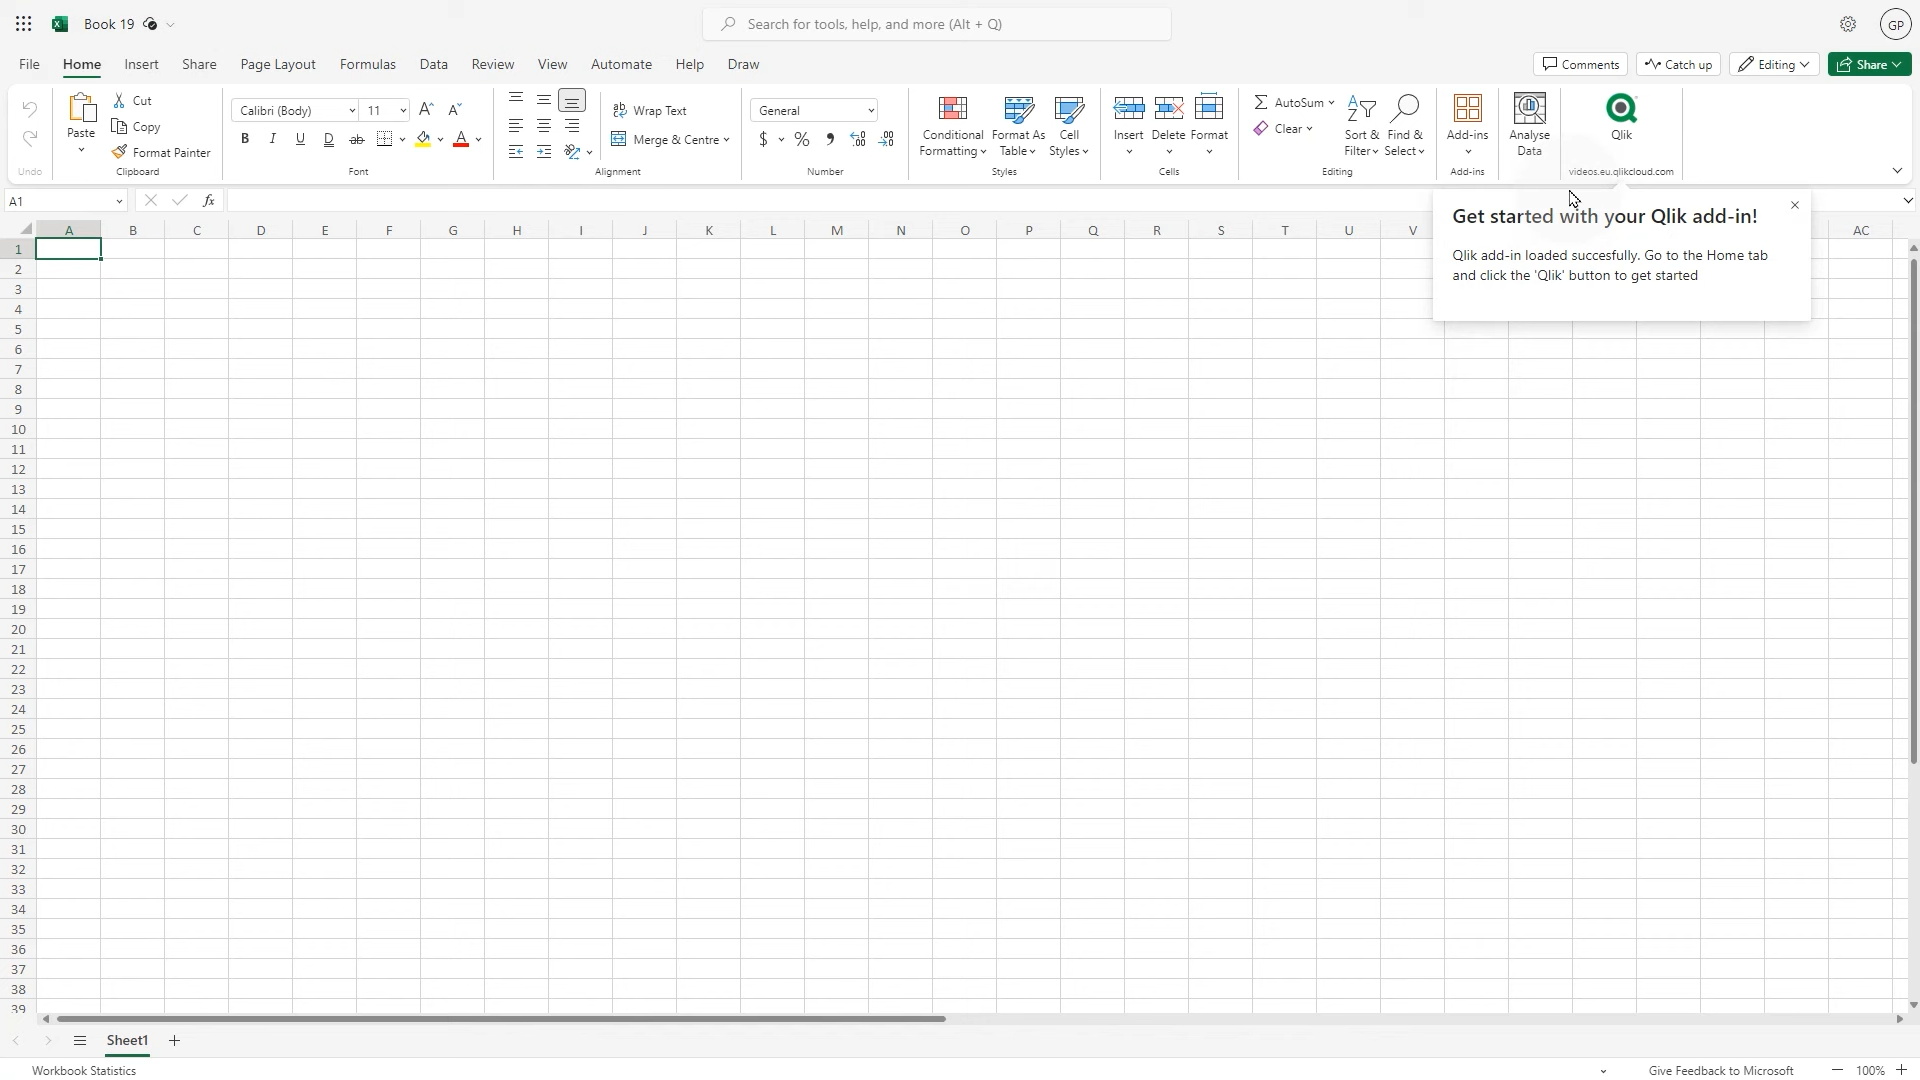 Book 19
Search for tools, help, and more (Alt + Q)
GP
File Home Insert Share Page Layout Formulas Data Review View Automate Help Draw
Comments Catch up Editing Share
Paste
Cut
Copy
Format Painter
Undo
Clipboard
Calibri (Body) 11
A A
B I U D ab A
Font
Wrap Text
Merge & Centre
Alignment
General
$ % 9 .00 .00
Number
Conditional Formatting
Format As Table
Cell Styles
Styles
Insert Delete Format
Cells
AutoSum
Clear
Sort & Filter
Find & Select
Editing
Add-ins
Add-ins
Analyse Data
Qlik
videos.eu.qlikcloud.com
A1 fx
Get started with your Qlik add-in!
Qlik add-in loaded succesfully. Go to the Home tab
and click the 'Qlik' button to get started
A B C D E F G H I J K L M N O P Q R S T U V AC
1
2
3
4
5
6
7
8
9
10
11
12
13
14
15
16
17
18
19
20
21
22
23
24
25
26
27
28
29
30
31
32
33
34
35
36
37
38
39
Sheet1
Workbook Statistics
Give Feedback to Microsoft 100%